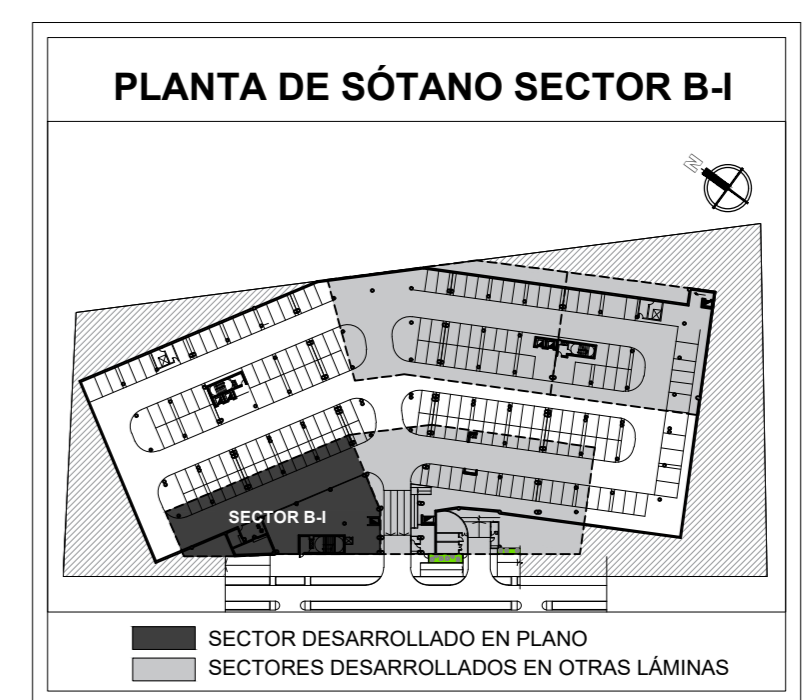 PLANTA DE SÓTANO SECTOR B-I
N
SECTOR B-I
SECTOR DESARROLLADO EN PLANO
SECTORES DESARROLLADOS EN OTRAS LÁMINAS